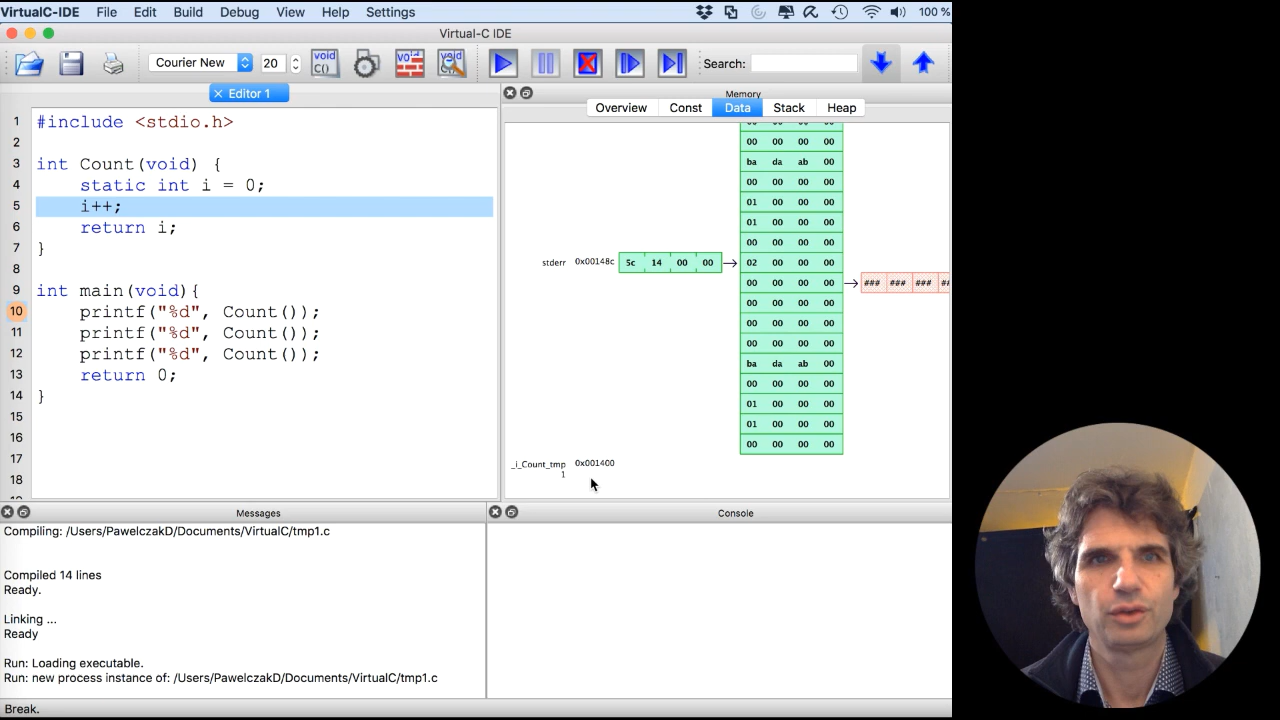 VirtualC-IDE File Edit Build Debug View Help Settings 100 %
Virtual-C IDE
Courier New 20 void C() Search:
× Editor 1
1 #include <stdio.h>
2
3 int Count(void) {
4 static int i = 0;
5 i++;
6 return i;
7 }
8
9 int main(void){
10 printf("%d", Count());
11 printf("%d", Count());
12 printf("%d", Count());
13 return 0;
14 }
15
16
17
18
Memory
Overview Const Data Stack Heap
00 00 00 00
ba da ab 00
00 00 00 00
01 00 00 00
01 00 00 00
00 00 00 00
stderr 0x00148c 5c 14 00 00 02 00 00 00
00 00 00 00 ### ### ###
00 00 00 00
00 00 00 00
00 00 00 00
ba da ab 00
00 00 00 00
01 00 00 00
01 00 00 00
00 00 00 00
_i_Count_tmp 0x001400
1
Messages
Compiling: /Users/PawelczakD/Documents/VirtualC/tmp1.c
Compiled 14 lines
Ready.
Linking ...
Ready
Run: Loading executable.
Run: new process instance of: /Users/PawelczakD/Documents/VirtualC/tmp1.c
Console
Break.